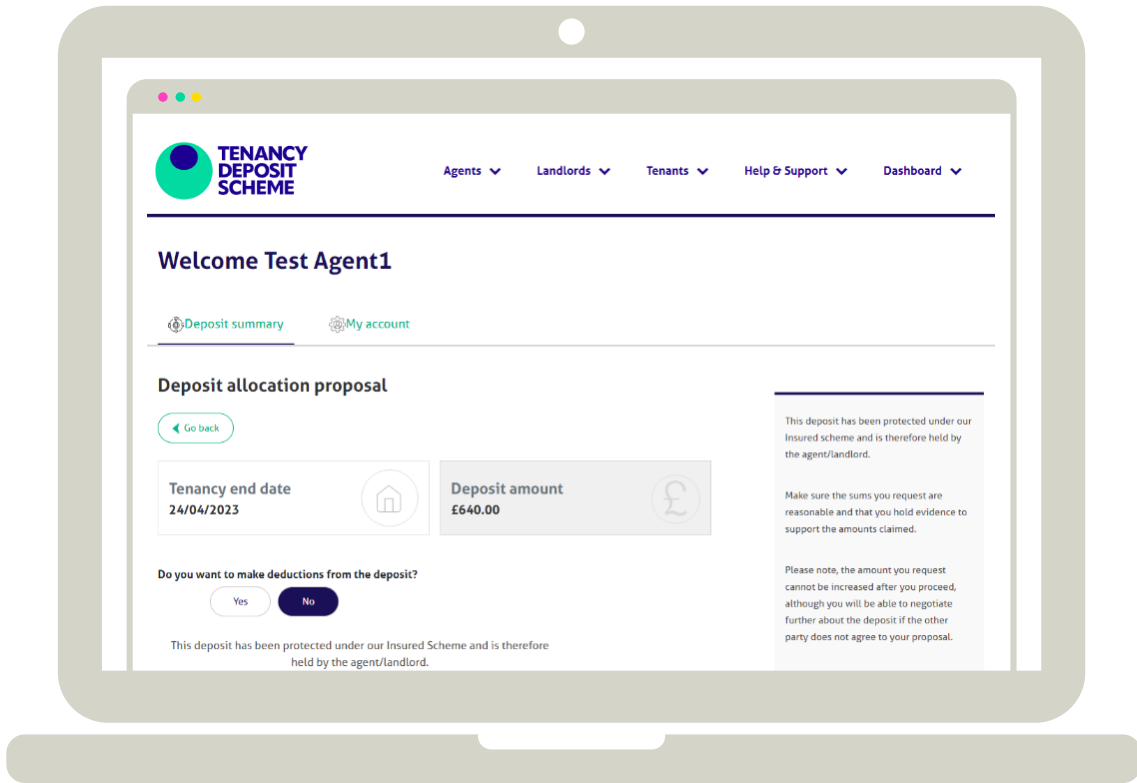 TENANCY
DEPOSIT
SCHEME
Agents
Landlords
Tenants
Help & Support
Dashboard
Welcome Test Agent1
Deposit summary
My account
Deposit allocation proposal
Go back
Tenancy end date
24/04/2023
Deposit amount
£640.00
£
Do you want to make deductions from the deposit?
Yes
No
This deposit has been protected under our Insured Scheme and is therefore
held by the agent/landlord.
This deposit has been protected under our
Insured scheme and is therefore held by
the agent/landlord.
Make sure the sums you request are
reasonable and that you hold evidence to
support the amounts claimed.
Please note, the amount you request
cannot be increased after you proceed,
although you will be able to negotiate
further about the deposit if the other
party does not agree to your proposal.